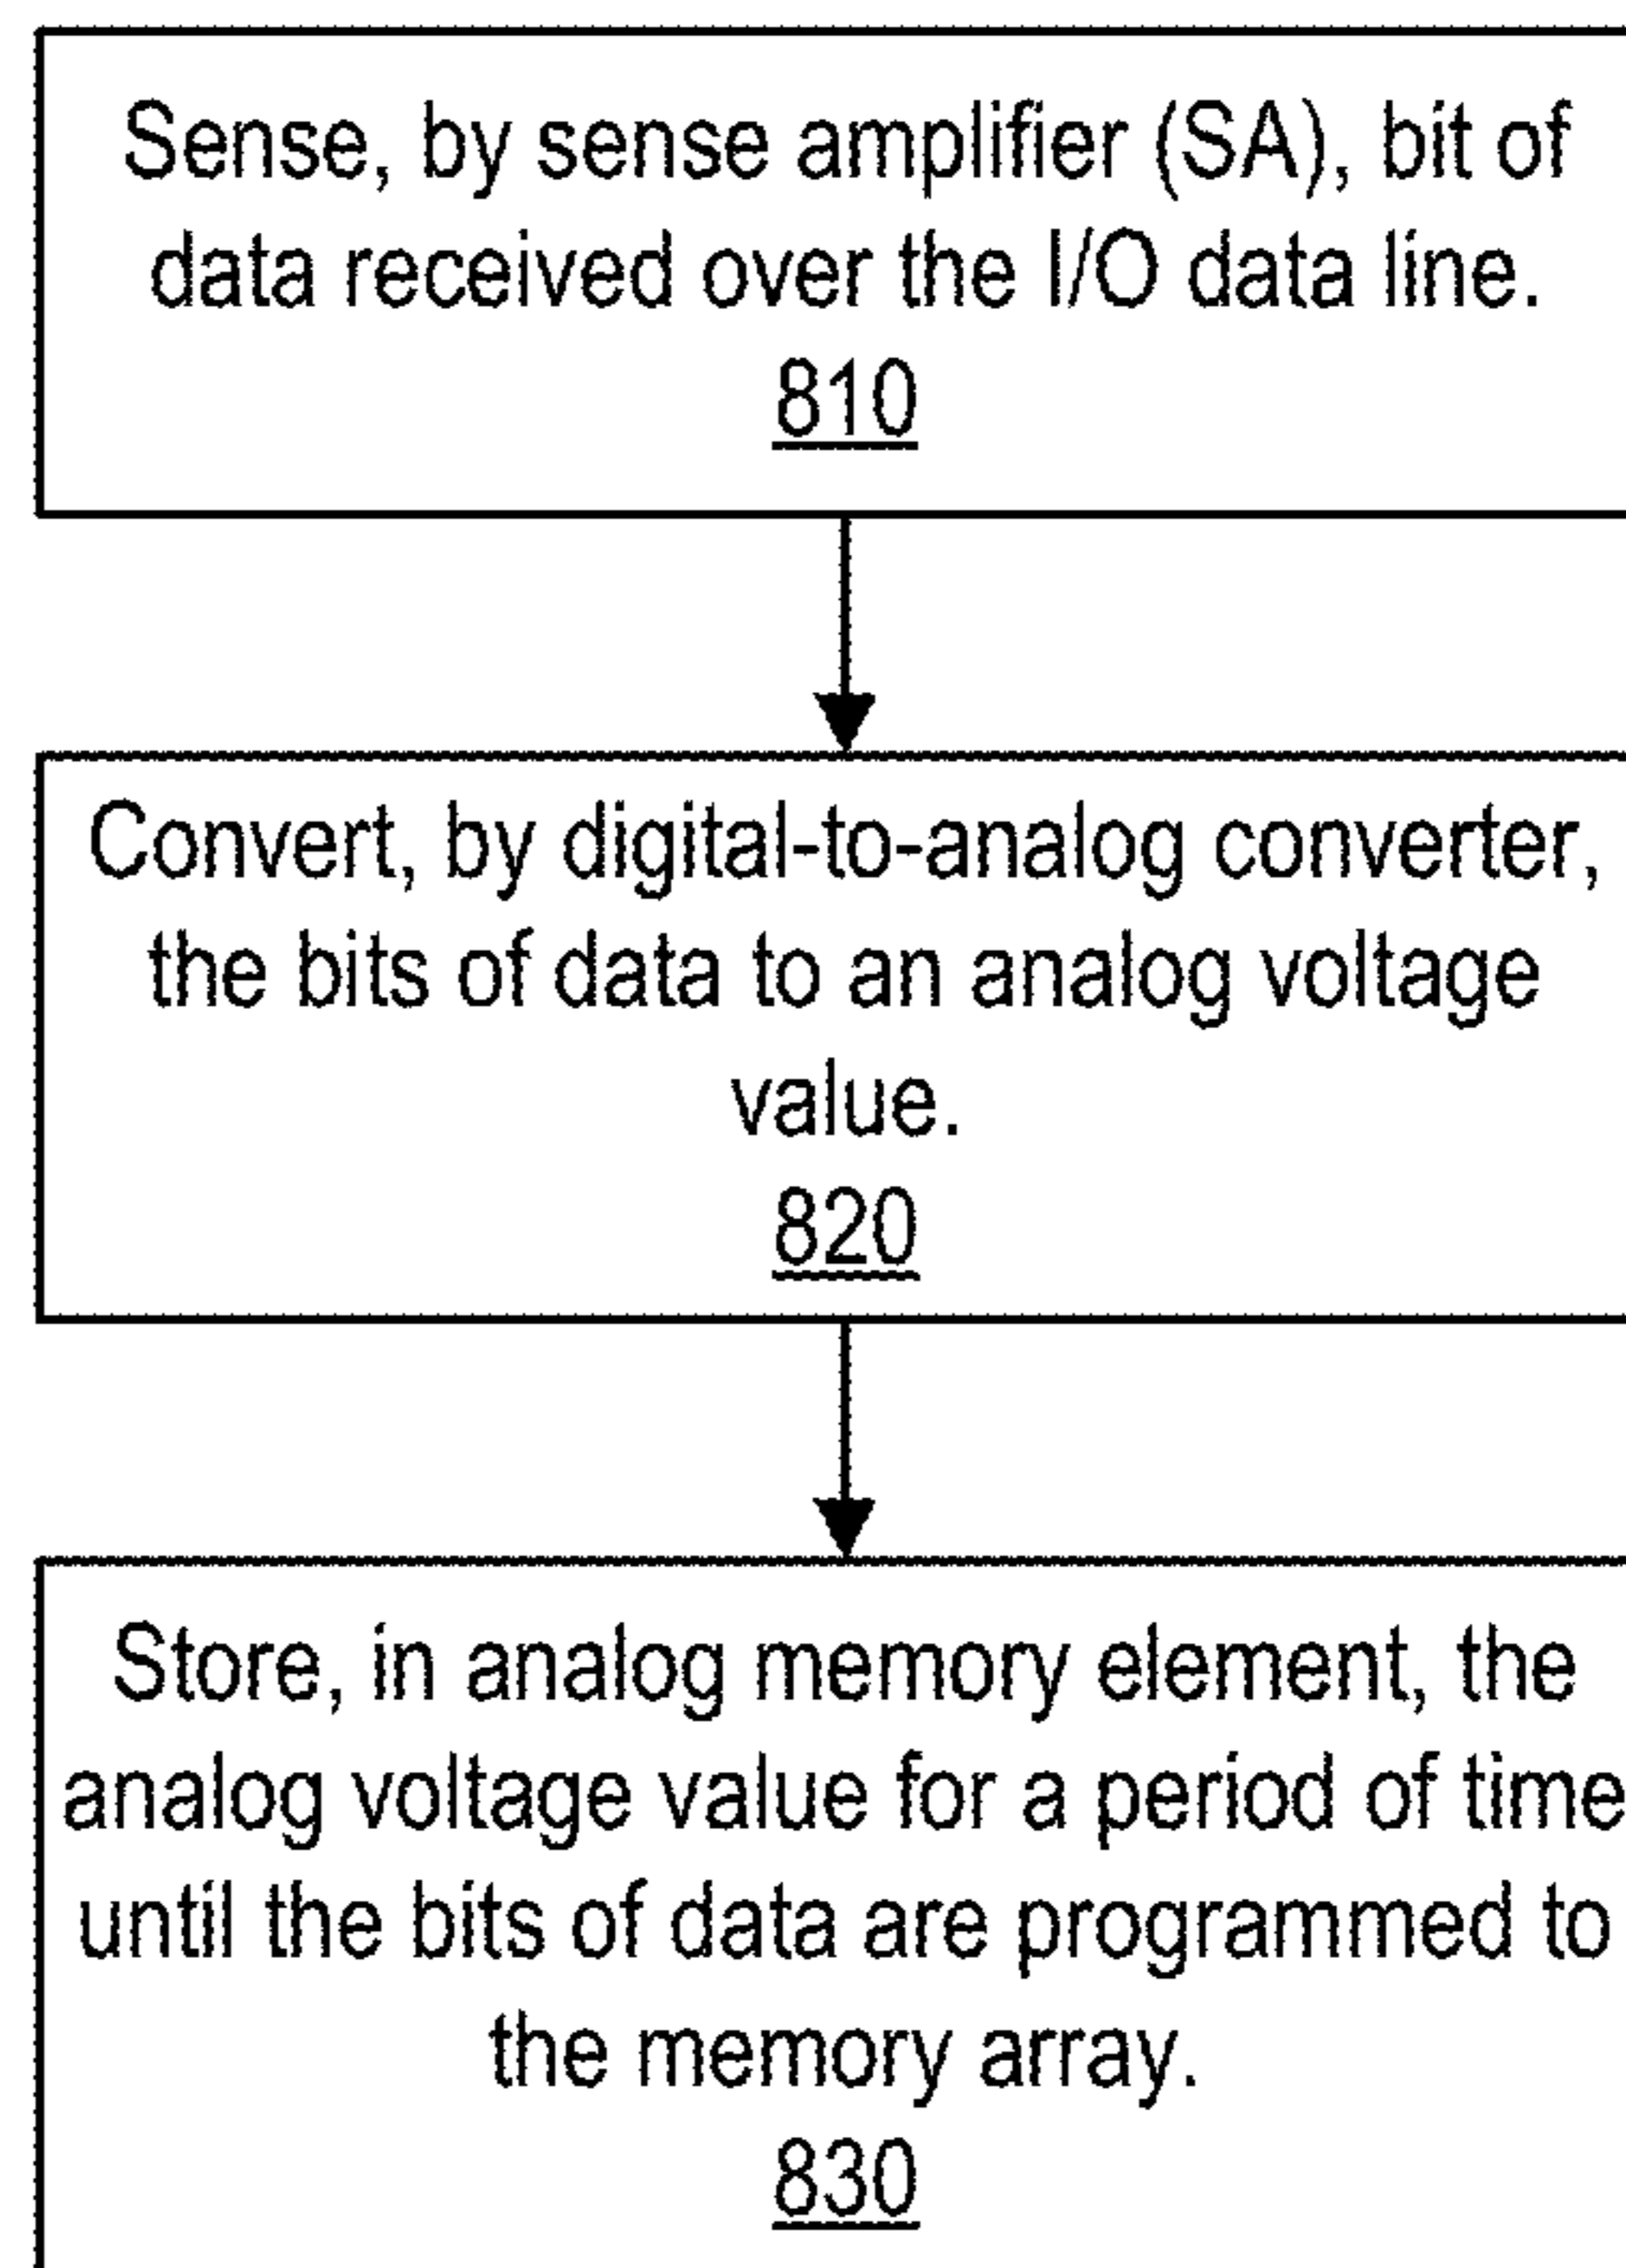 Sense, by sense amplifier (SA), bit of
data received over the I/O data line.
810
Convert, by digital-to-analog converter,
the bits of data to an analog voltage
value.
820
Store, in analog memory element, the
analog voltage value for a period of time
until the bits of data are programmed to
the memory array.
830